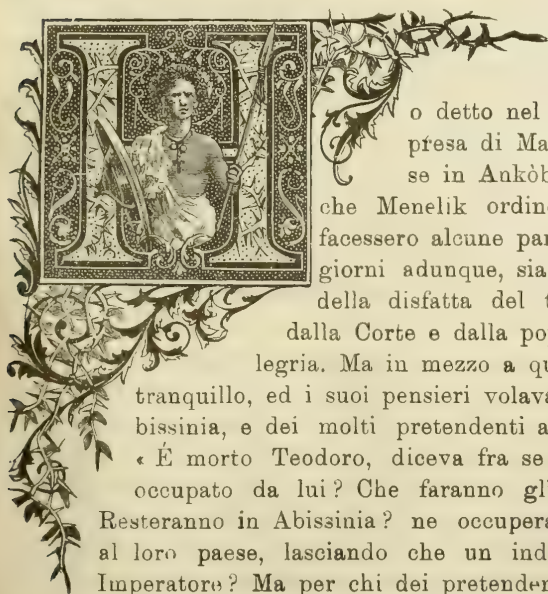 Ho detto nel
presa di Ma
se in Ankòb
che Menelik ordin
facessero alcune par
giorni adunque, sia
della disfatta del t
dalla Corte e dalla po
legria. Ma in mezzo a qu
tranquillo, ed i suoi pensieri volava
bissinia, e dei molti pretendenti a
« É morto Teodoro, diceva fra se
occupato da lui? Che faranno gl'
Resteranno in Abissinia? ne occuperà
al loro paese, lasciando che un ind
Imperatore? Ma per chi dei pretender